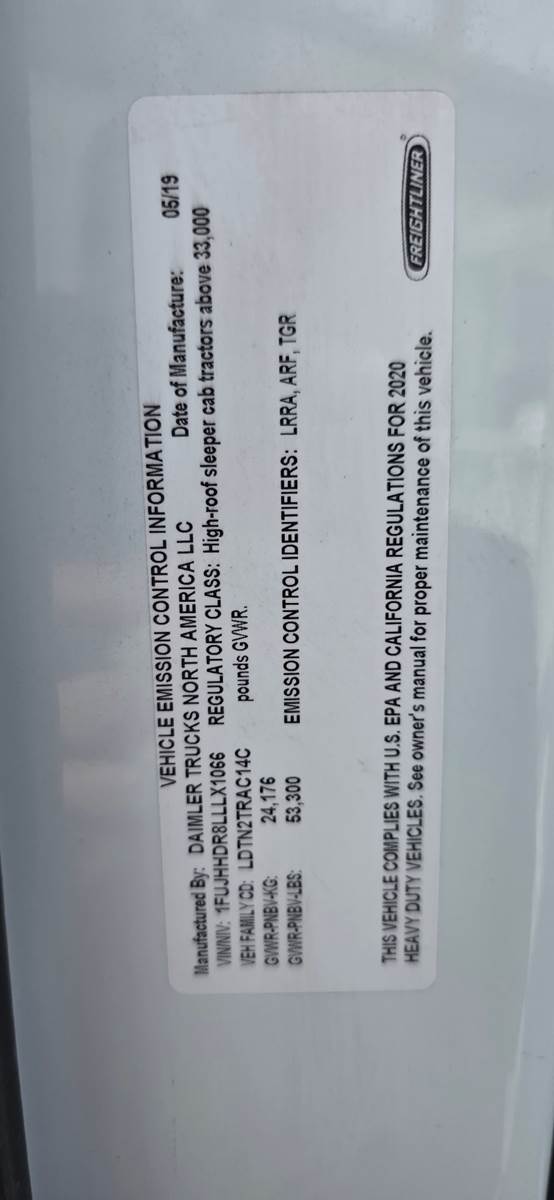 VEHICLE EMISSION CONTROL INFORMATION
Manufactured By: DAIMLER TRUCKS NORTH AMERICA LLC Date of Manufacture: 05/19
VIN/NIV: 1FUJHHDR8LLLX1066 REGULATORY CLASS: High-roof sleeper cab tractors above 33,000
VEH FAMILY CD: LDTN2TRAC14C pounds GVWR.
GVWR-PNBV-KG: 24,176
GVWR-PNBV-LBS: 53,300 EMISSION CONTROL IDENTIFIERS: LRRA, ARF, TGR
THIS VEHICLE COMPLIES WITH U.S. EPA AND CALIFORNIA REGULATIONS FOR 2020
HEAVY DUTY VEHICLES. See owner's manual for proper maintenance of this vehicle.
FREIGHTLINER